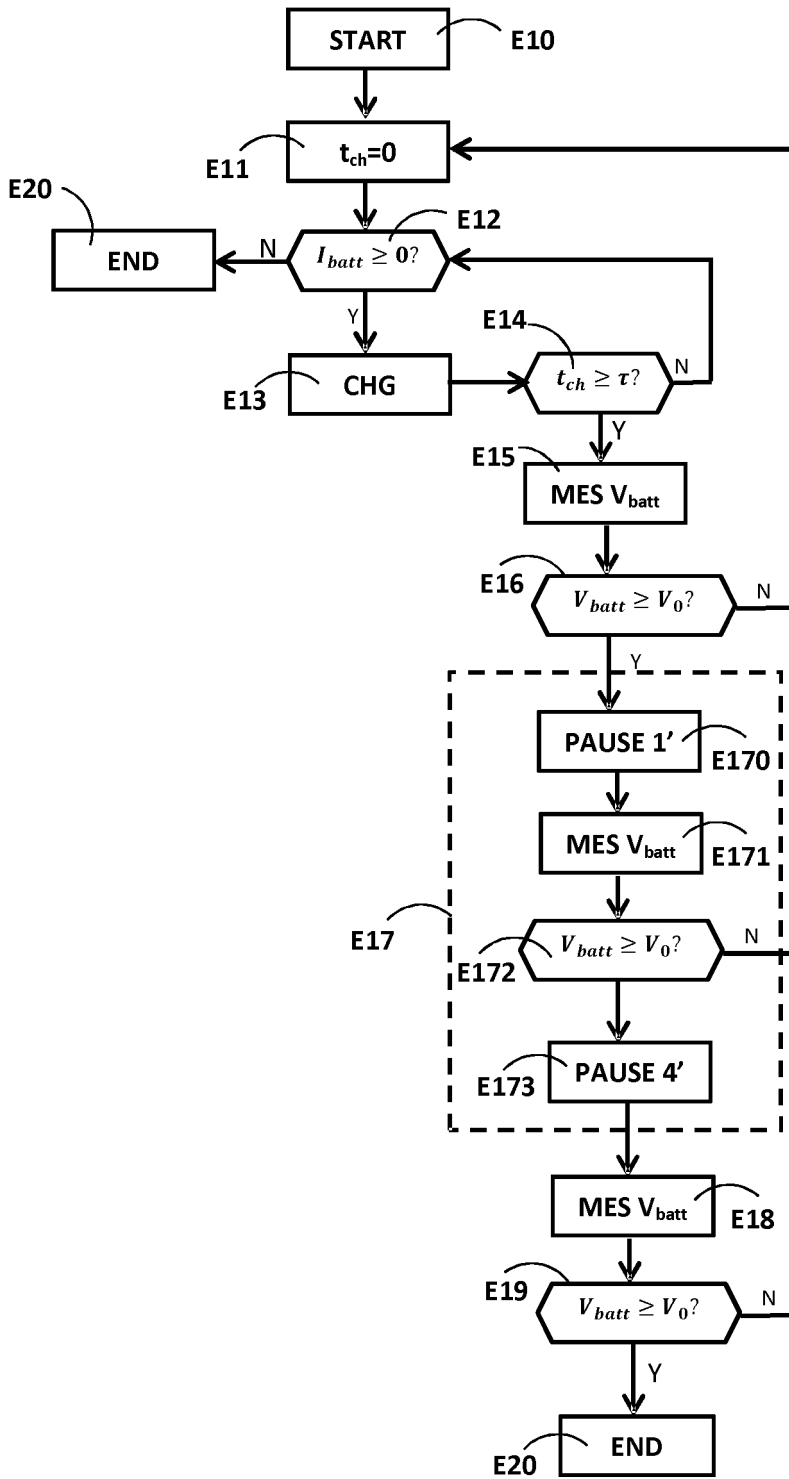 START
E10
t_ch=0
E11
E20
E12
END
N
I_batt ≥ 0?
Y
E14
CHG
E13
t_ch ≥ τ?
N
Y
E15
MES V_batt
E16
V_batt ≥ V_0?
N
Y
PAUSE 1’
E170
MES V_batt
E171
E17
V_batt ≥ V_0?
N
E172
PAUSE 4’
E173
MES V_batt
E18
E19
V_batt ≥ V_0?
N
Y
END
E20